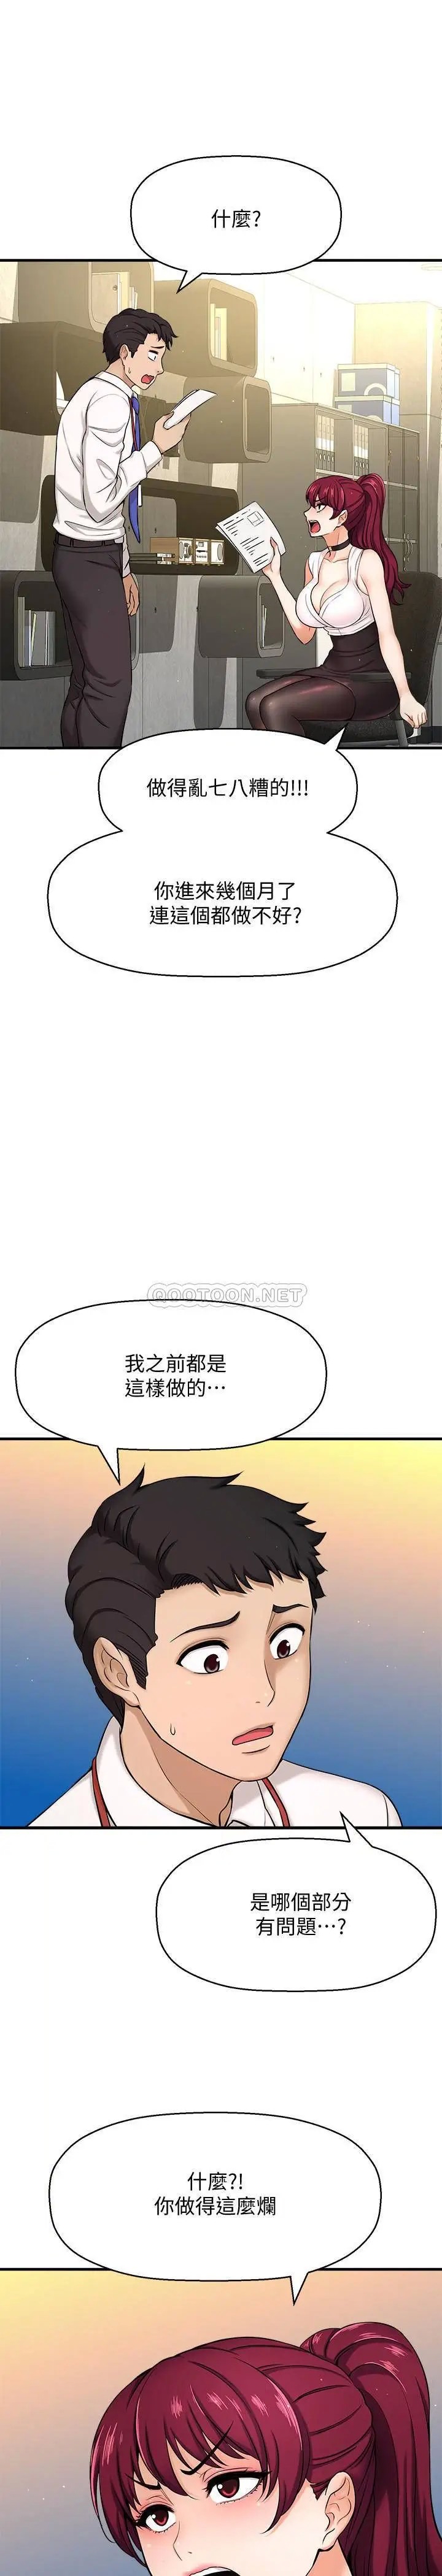 什麼?
做得亂七八糟的!!!
你進來幾個月了
連這個都做不好?
QOOTOON.NET
我之前都是
這樣做的…
是哪個部分
有問題…?
什麼?!
你做得這麼爛